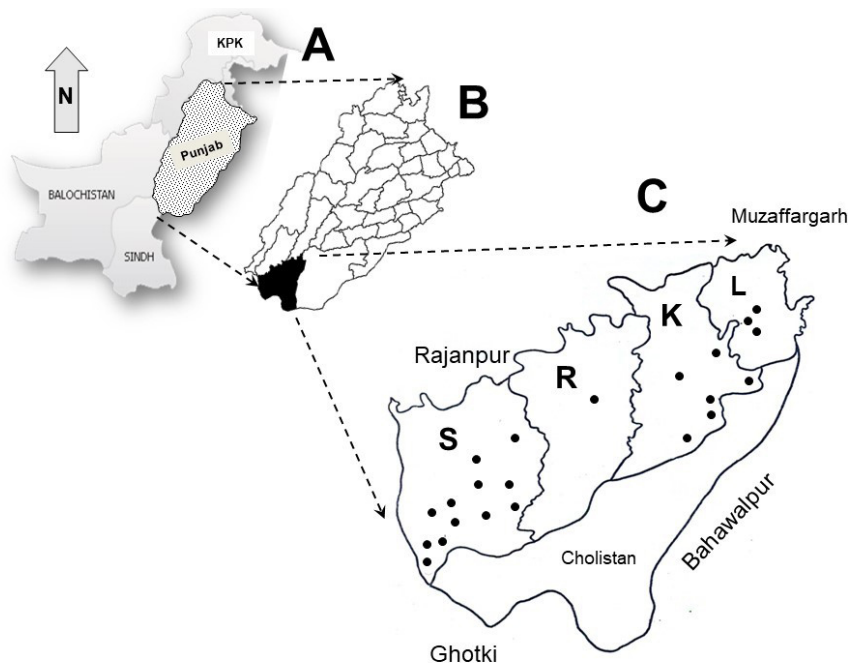 KPK
A
N
B
Punjab
BALOCHISTAN
C
Muzaffargarh
SINDH
L
K
Rajanpur
R
S
Bahawalpur
Cholistan
Ghotki